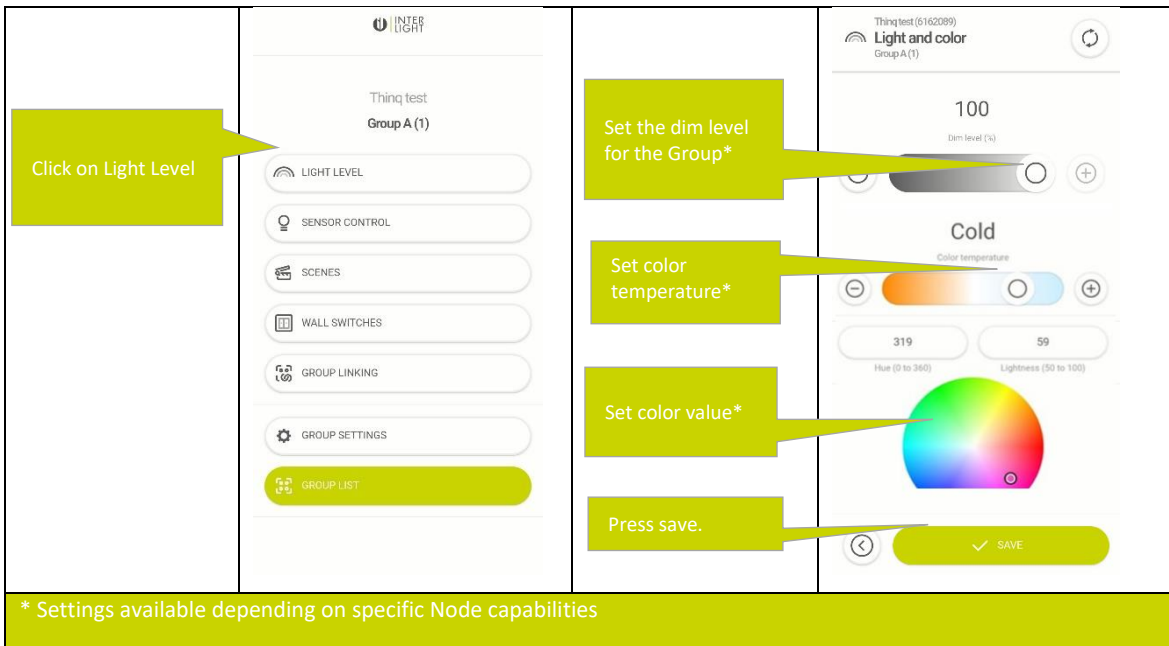 Click on Light Level
INTER
LIGHT
Thinq test
Group A (1)
LIGHT LEVEL
SENSOR CONTROL
SCENES
WALL SWITCHES
GROUP LINKING
GROUP SETTINGS
GROUP LIST
Set the dim level
for the Group*
Set color
temperature*
Set color value*
Press save.
Thinq test (6162089)
Light and color
Group A (1)
100
Dim level (%)
Cold
Color temperature
319
59
Hue (0 to 360)
Lightness (50 to 100)
SAVE
* Settings available depending on specific Node capabilities